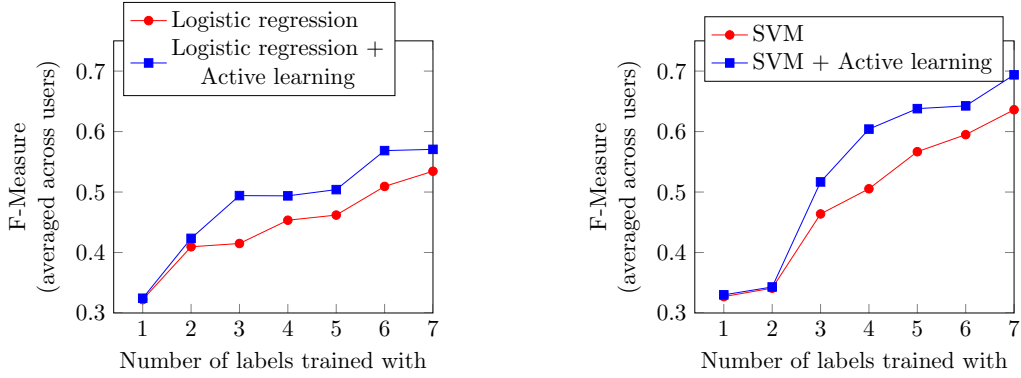 Logistic regression
Logistic regression +
Active learning
0.7
0.6
0.5
0.4
0.3
F-Measure
(averaged across users)
1 2 3 4 5 6 7
Number of labels trained with
SVM
SVM + Active learning
0.7
0.6
0.5
0.4
0.3
F-Measure
(averaged across users)
1 2 3 4 5 6 7
Number of labels trained with